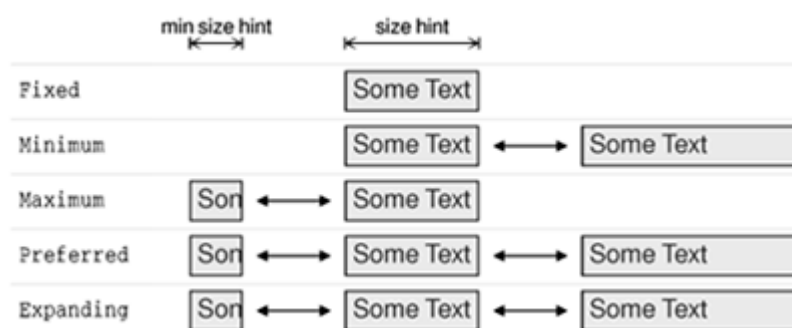 min size hint size hint
Fixed Some Text
Minimum Some Text Some Text
Maximum Son Some Text
Preferred Son Some Text Some Text
Expanding Son Some Text Some Text